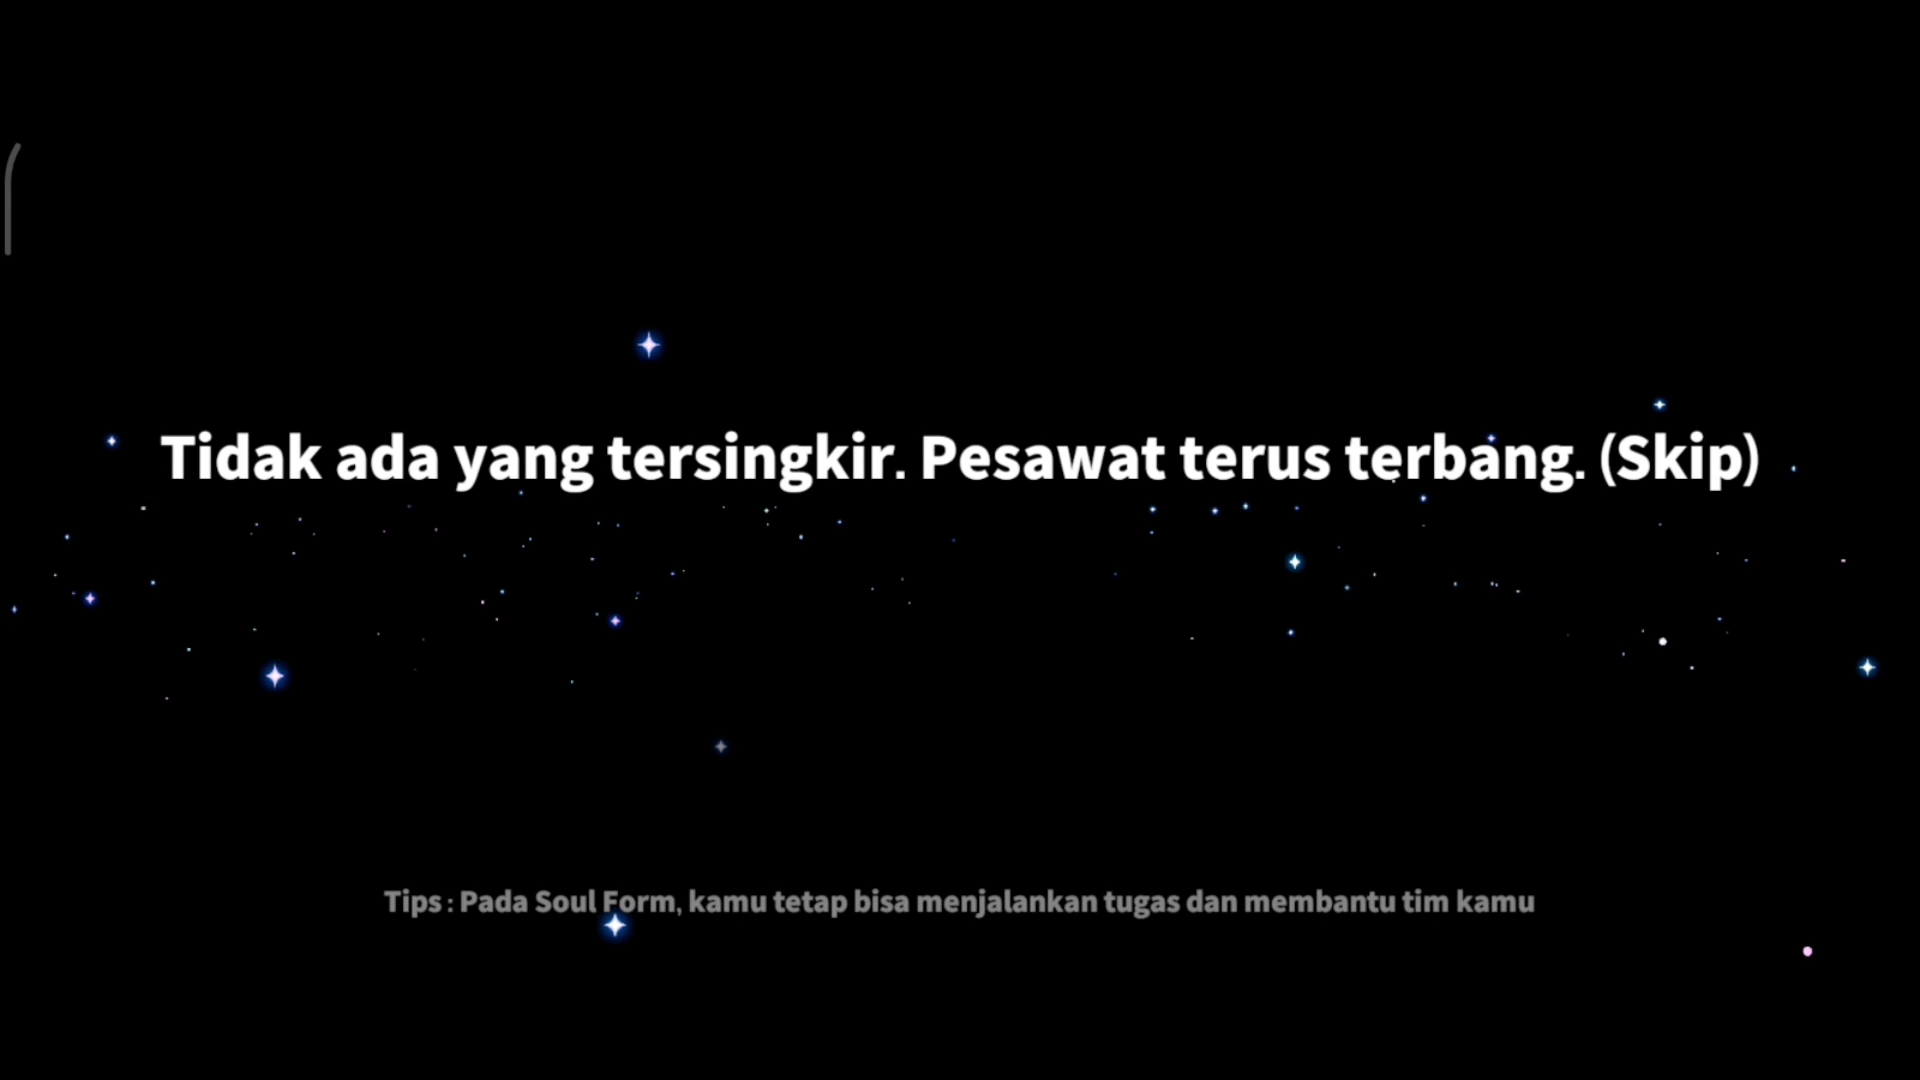 Tidak ada yang tersingkir. Pesawat terus terbang. (Skip)
Tips : Pada Soul Form, kamu tetap bisa menjalankan tugas dan membantu tim kamu